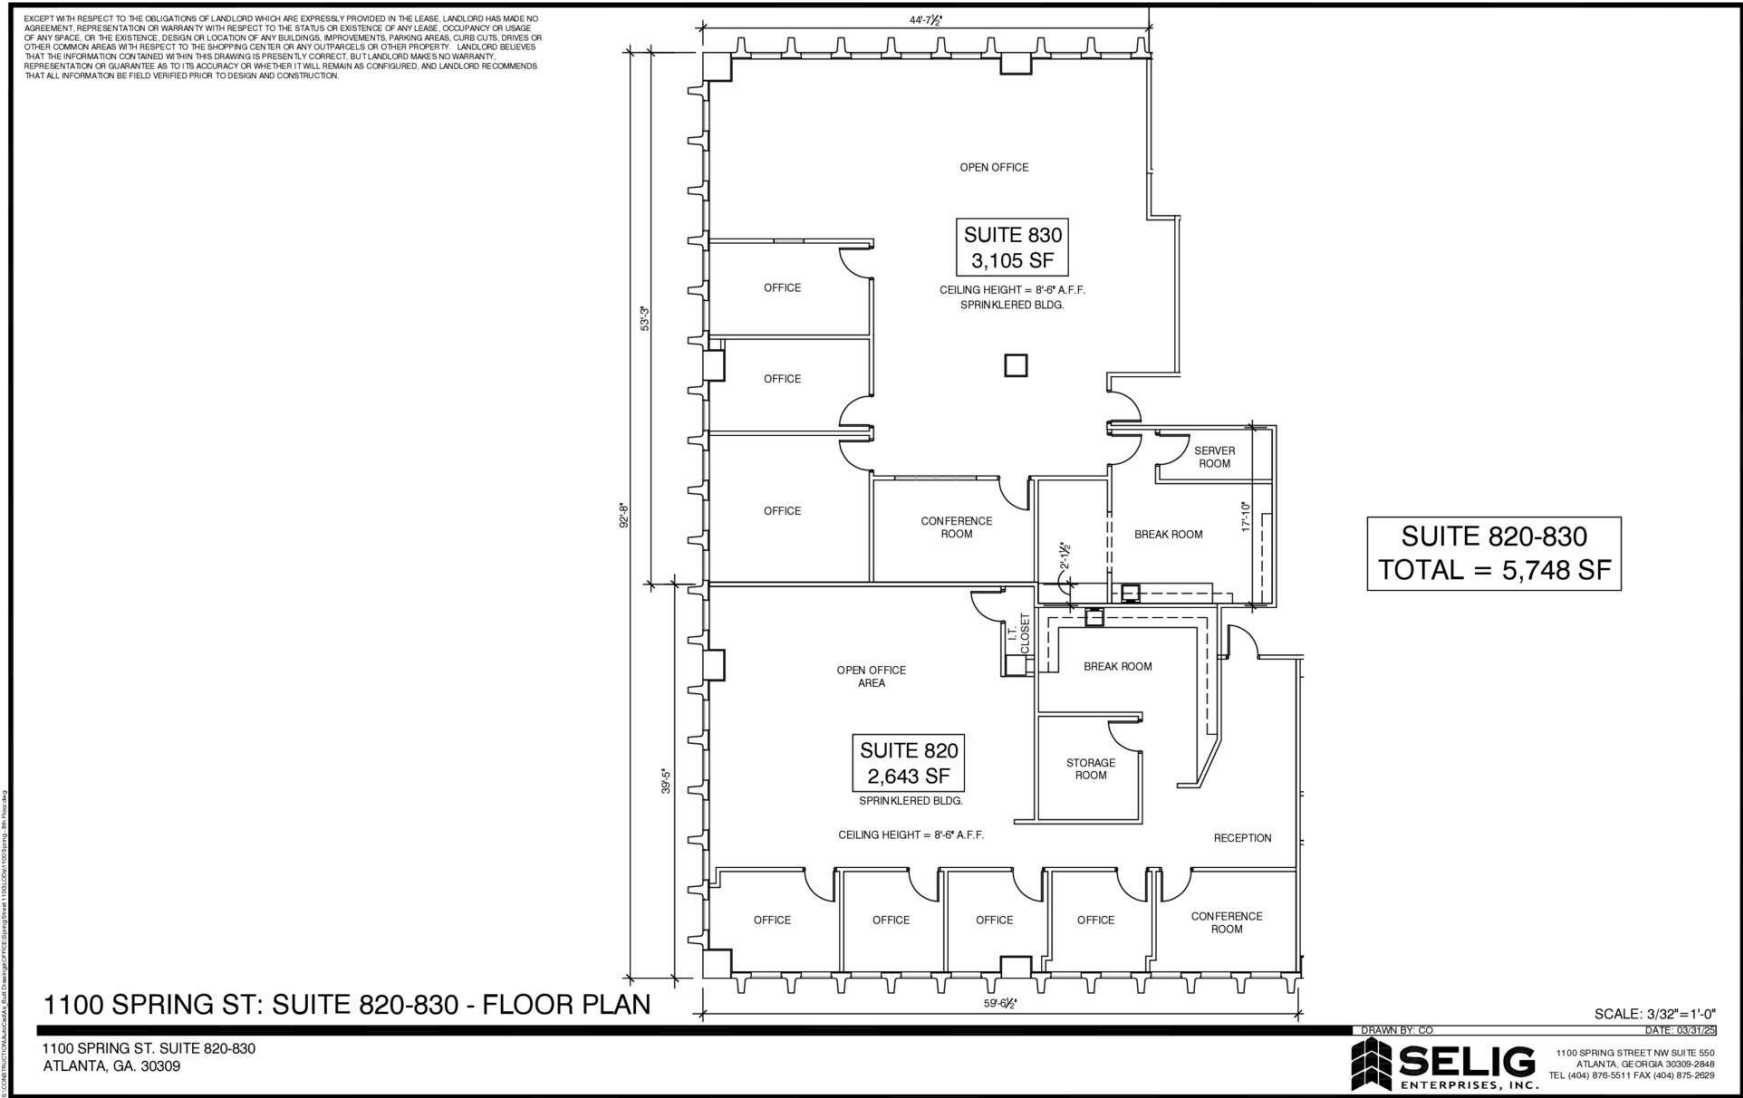 EXCEPT WITH RESPECT TO THE OBLIGATIONS OF LANDLORD WHICH ARE EXPRESSLY PROVIDED IN THE LEASE, LANDLORD HAS MADE NO
AGREEMENT, REPRESENTATION OR WARRANTY WITH RESPECT TO THE STATUS OR EXISTENCE OF ANY LEASE, OCCUPANCY OR USAGE
OF ANY SPACE, OR THE EXISTENCE, DESIGN OR LOCATION OF ANY BUILDINGS, IMPROVEMENTS, PARKING AREAS, CURB CUTS, DRIVES OR
OTHER COMMON AREAS WITH RESPECT TO THE SHOPPING CENTER OR ANY OUTPARCELS OR OTHER PROPERTY. LANDLORD BELIEVES
THAT THE INFORMATION CONTAINED WITHIN THIS DRAWING IS PRESENTLY CORRECT, BUT LANDLORD MAKES NO WARRANTY,
REPRESENTATION OR GUARANTEE AS TO ITS ACCURACY OR WHETHER IT WILL REMAIN AS CONFIGURED, AND LANDLORD RECOMMENDS
THAT ALL INFORMATION BE FIELD VERIFIED PRIOR TO DESIGN AND CONSTRUCTION.
44'-7½"
OPEN OFFICE
SUITE 830
3,105 SF
CEILING HEIGHT = 8'-6" A.F.F.
SPRINKLERED BLDG.
OFFICE
53'-3"
OFFICE
SERVER
ROOM
OFFICE
CONFERENCE
ROOM
92'-8"
17'-10"
BREAK ROOM
2'-1½"
SUITE 820-830
TOTAL = 5,748 SF
I.T.
CLOSET
OPEN OFFICE
AREA
BREAK ROOM
SUITE 820
2,643 SF
SPRINKLERED BLDG.
CEILING HEIGHT = 8'-6" A.F.F.
STORAGE
ROOM
39'-5"
RECEPTION
OFFICE
OFFICE
OFFICE
OFFICE
CONFERENCE
ROOM
59'-6½"
1100 SPRING ST: SUITE 820-830 - FLOOR PLAN
SCALE: 3/32"=1'-0"
DRAWN BY: CO
DATE: 03/31/25
1100 SPRING ST. SUITE 820-830
ATLANTA, GA. 30309
SELIG
ENTERPRISES, INC.
1100 SPRING STREET NW SUITE 550
ATLANTA, GEORGIA 30309-2848
TEL (404) 876-5511 FAX (404) 875-2629